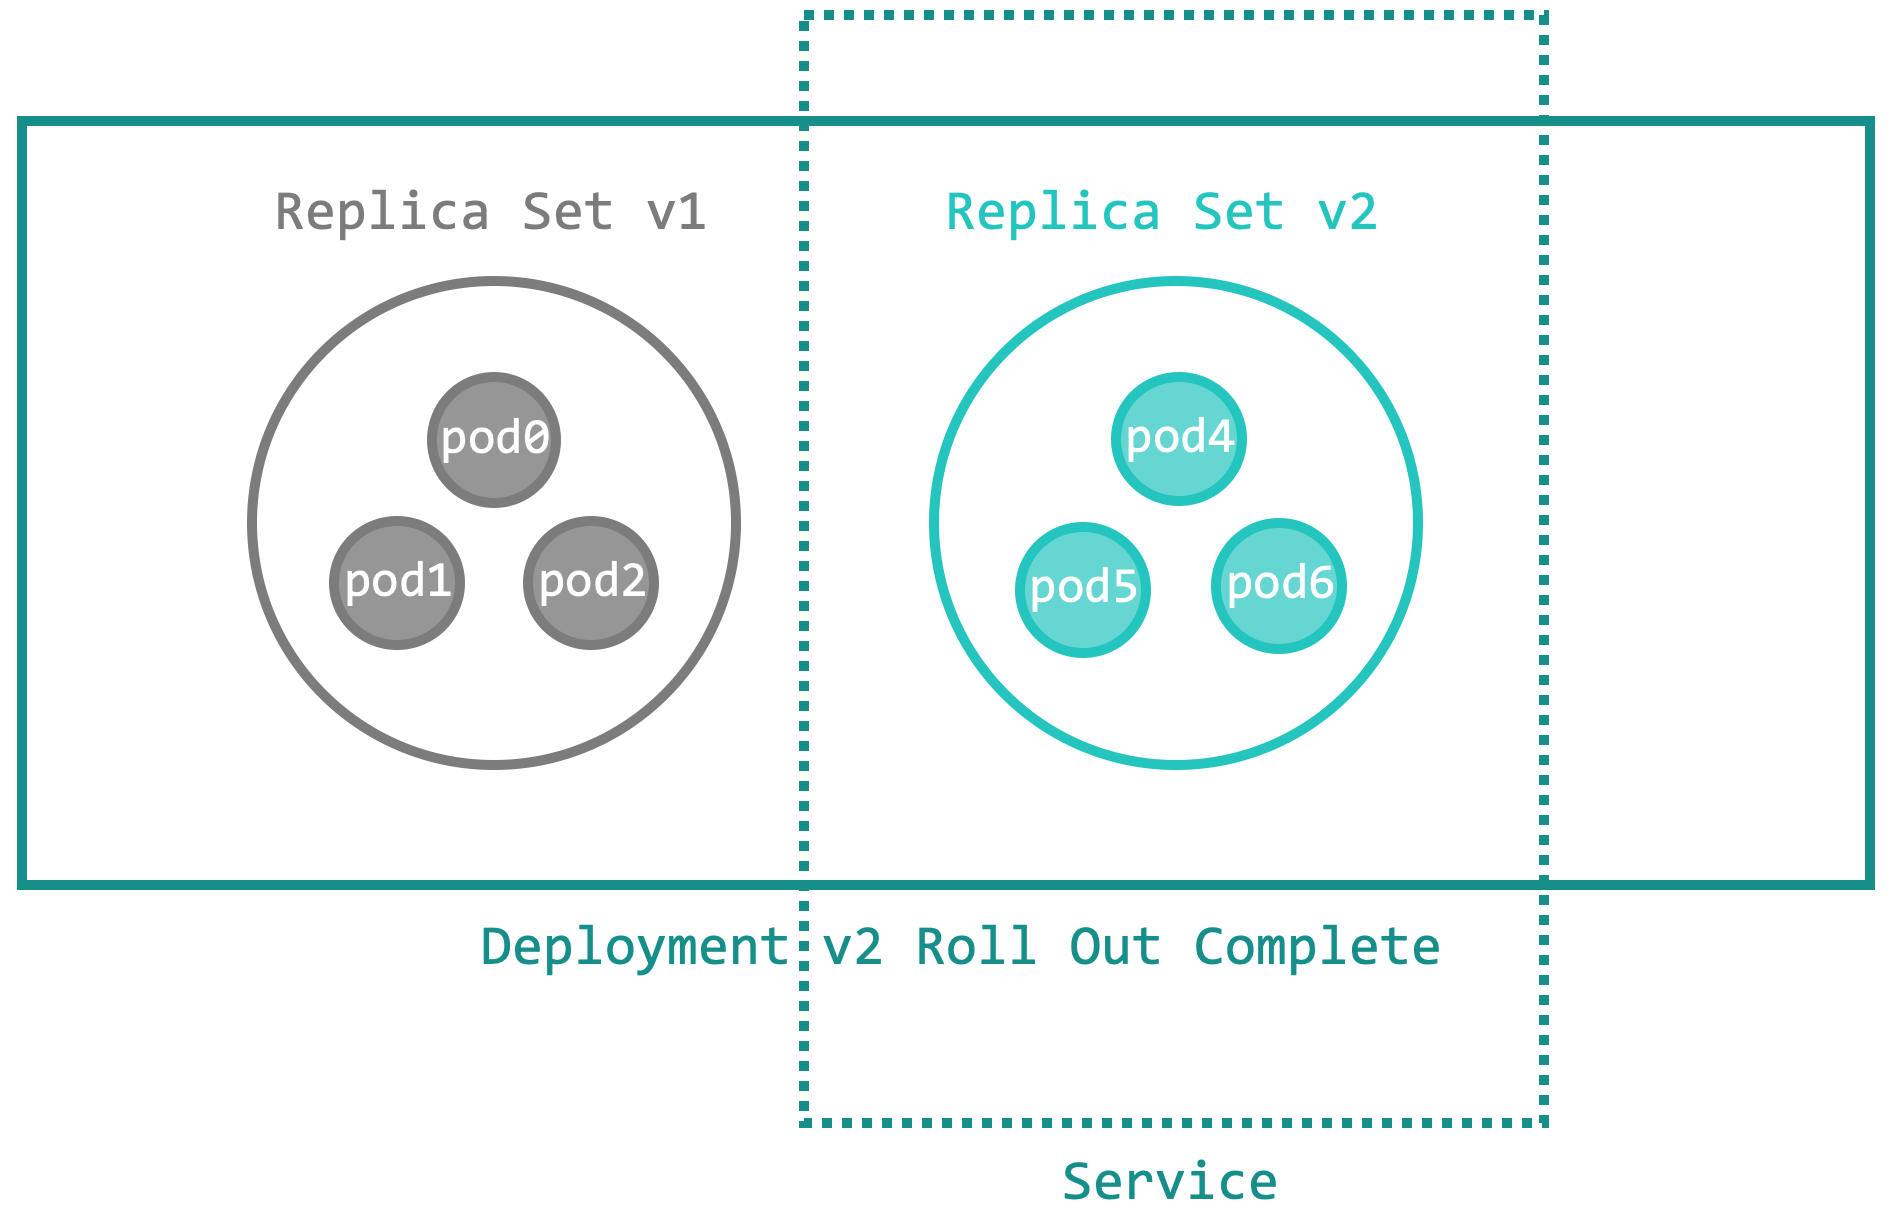 Replica Set v1
Replica Set v2
pod0
pod4
pod1
pod2
pod5
pod6
Deployment v2 Roll Out Complete
Service